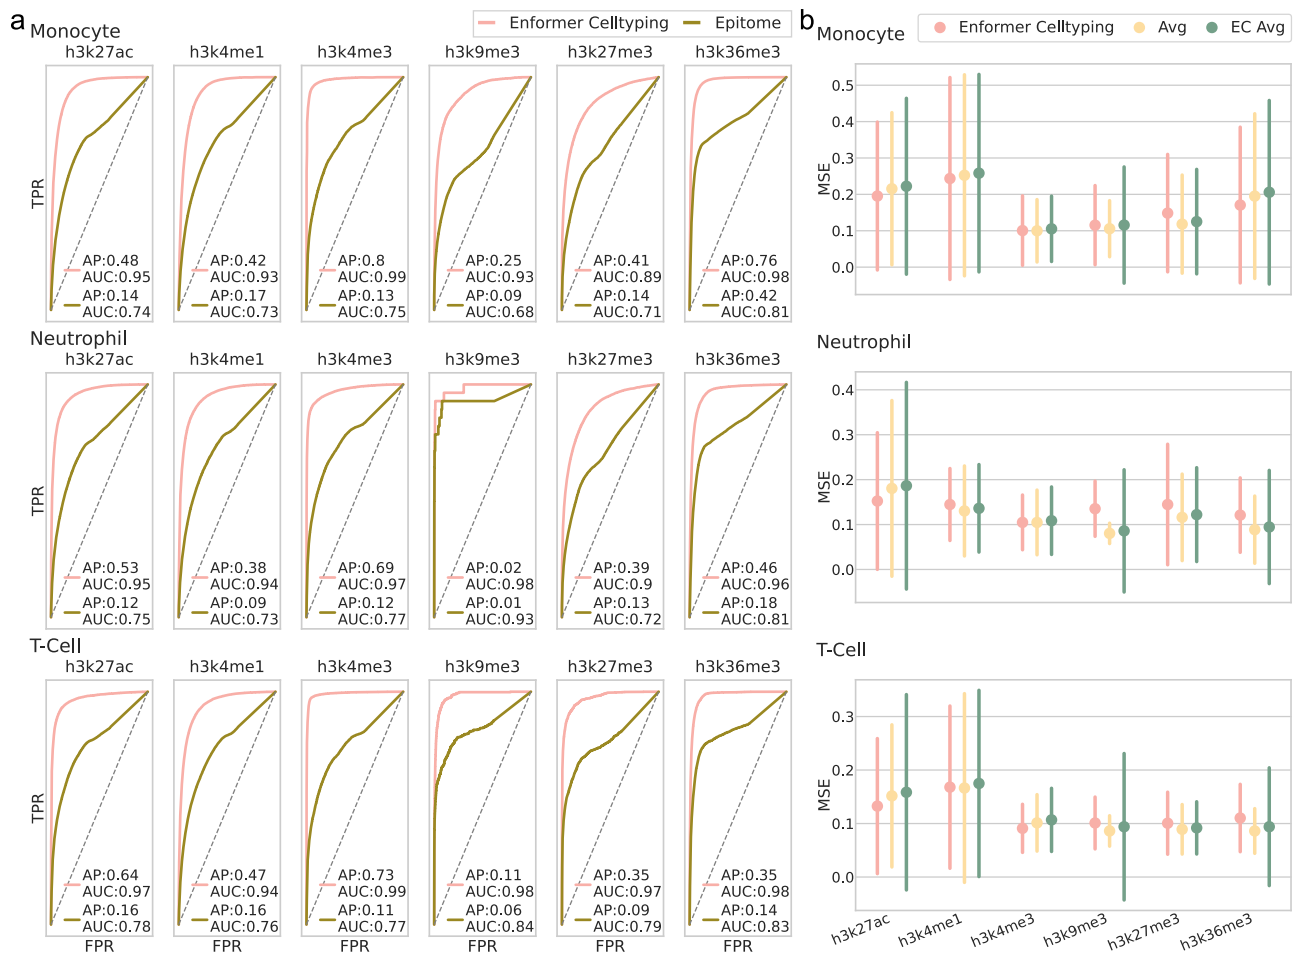 a
Enformer Celltyping Epitome
Monocyte
h3k27ac h3k4me1 h3k4me3 h3k9me3 h3k27me3 h3k36me3
TPR
AP:0.48 AP:0.42 AP:0.8 AP:0.25 AP:0.41 AP:0.76
AUC:0.95 AUC:0.93 AUC:0.99 AUC:0.93 AUC:0.89 AUC:0.98
AP:0.14 AP:0.17 AP:0.13 AP:0.09 AP:0.14 AP:0.42
AUC:0.74 AUC:0.73 AUC:0.75 AUC:0.68 AUC:0.71 AUC:0.81
Neutrophil
h3k27ac h3k4me1 h3k4me3 h3k9me3 h3k27me3 h3k36me3
TPR
AP:0.53 AP:0.38 AP:0.69 AP:0.02 AP:0.39 AP:0.46
AUC:0.95 AUC:0.94 AUC:0.97 AUC:0.98 AUC:0.9 AUC:0.96
AP:0.12 AP:0.09 AP:0.12 AP:0.01 AP:0.13 AP:0.18
AUC:0.75 AUC:0.73 AUC:0.77 AUC:0.93 AUC:0.72 AUC:0.81
T-Cell
h3k27ac h3k4me1 h3k4me3 h3k9me3 h3k27me3 h3k36me3
TPR
AP:0.64 AP:0.47 AP:0.73 AP:0.11 AP:0.35 AP:0.35
AUC:0.97 AUC:0.94 AUC:0.99 AUC:0.98 AUC:0.97 AUC:0.98
AP:0.16 AP:0.16 AP:0.11 AP:0.06 AP:0.09 AP:0.14
AUC:0.78 AUC:0.76 AUC:0.77 AUC:0.84 AUC:0.79 AUC:0.83
FPR FPR FPR FPR FPR FPR
b
Enformer Celltyping Avg EC Avg
Monocyte
MSE
0.5
0.4
0.3
0.2
0.1
0.0
Neutrophil
MSE
0.4
0.3
0.2
0.1
0.0
T-Cell
MSE
0.3
0.2
0.1
0.0
h3k27ac h3k4me1 h3k4me3 h3k9me3 h3k27me3 h3k36me3